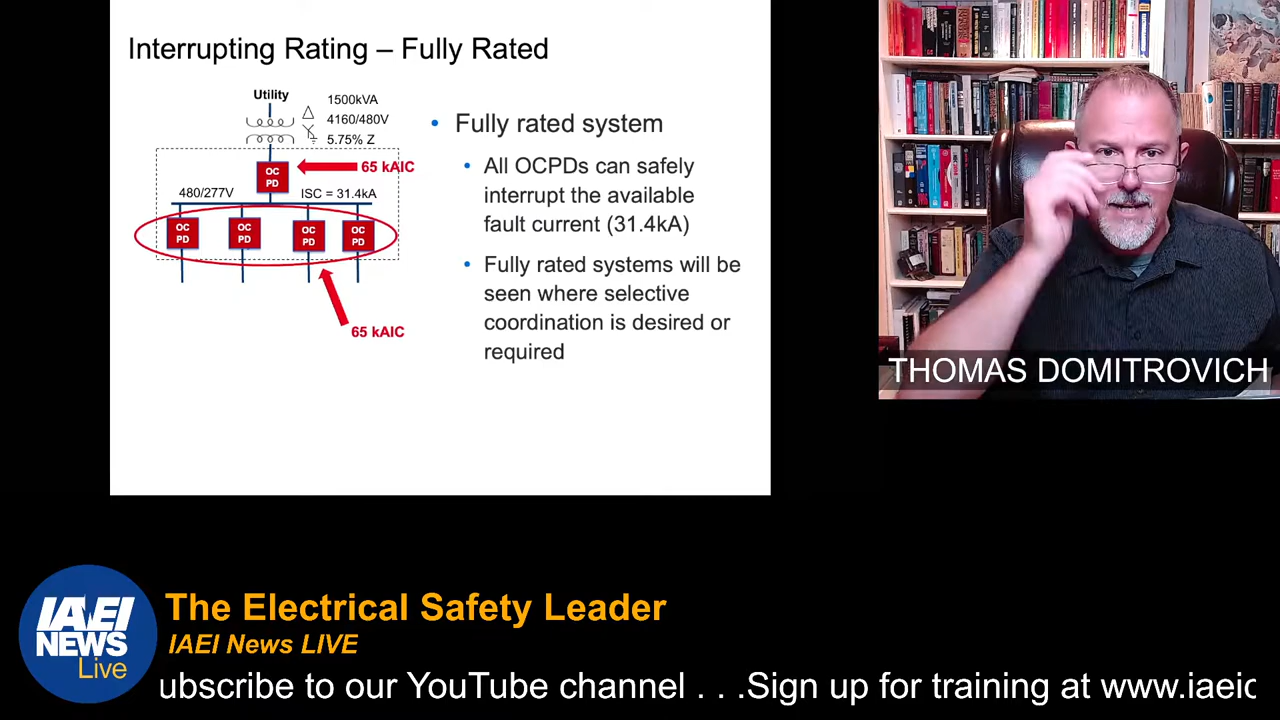 Interrupting Rating – Fully Rated
Utility
1500kVA
4160/480V
5.75% Z
OC
PD
65 kAIC
480/277V
ISC = 31.4kA
OC
PD
OC
PD
OC
PD
OC
PD
65 kAIC
• Fully rated system
• All OCPDs can safely
interrupt the available
fault current (31.4kA)
• Fully rated systems will be
seen where selective
coordination is desired or
required
THOMAS DOMITROVICH
IAEI
NEWS
Live
The Electrical Safety Leader
IAEI News LIVE
ubscribe to our YouTube channel . . .Sign up for training at www.iaei